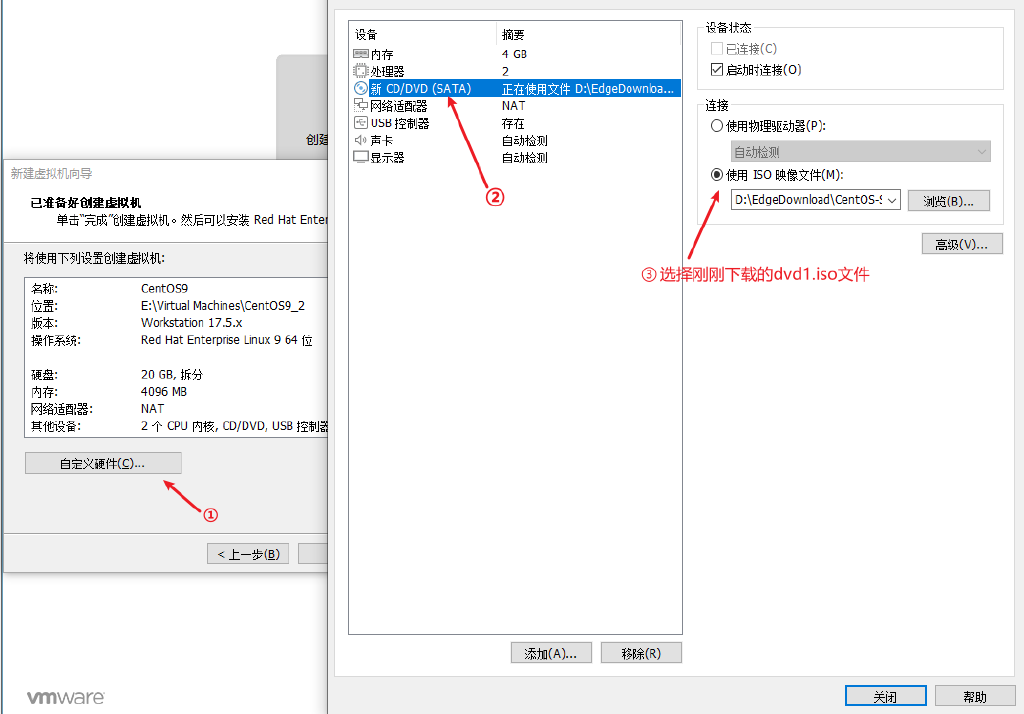 创建
新建虚拟机向导
已准备好创建虚拟机
单击“完成”创建虚拟机。然后可以安装 Red Hat Enter
将使用下列设置创建虚拟机:
名称: CentOS9
位置: E:\Virtual Machines\CentOS9_2
版本: Workstation 17.5.x
操作系统: Red Hat Enterprise Linux 9 64 位
硬盘: 20 GB, 拆分
内存: 4096 MB
网络适配器: NAT
其他设备: 2 个 CPU 内核, CD/DVD, USB 控制器
自定义硬件(C)...
①
< 上一步(B)
vmware
设备 摘要
内存 4 GB
处理器 2
新 CD/DVD (SATA) 正在使用文件 D:\EdgeDownloa...
网络适配器 NAT
USB 控制器 存在
声卡 自动检测
显示器 自动检测
②
添加(A)... 移除(R)
设备状态
已连接(C)
启动时连接(O)
连接
使用物理驱动器(P):
自动检测
使用 ISO 映像文件(M):
D:\EdgeDownload\CentOS-S 浏览(B)...
高级(V)...
③ 选择刚刚下载的dvd1.iso文件
关闭 帮助